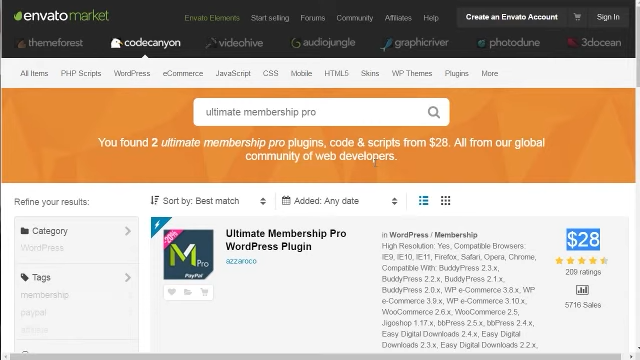 envatomarket
Envato Elements Start selling Forums Community Affiliates Help Create an Envato Account Sign In
themeforest codecanyon videohive audiojungle graphicriver photodune 3docean
All Items PHP Scripts WordPress eCommerce JavaScript CSS Mobile HTML5 Skins WP Themes Plugins More
ultimate membership pro
You found 2 ultimate membership pro plugins, code & scripts from $28. All from our global
community of web developers.
Refine your results: Sort by: Best match Added: Any date
Category
WordPress
Tags
membership
paypal
Ultimate Membership Pro
WordPress Plugin
azzaroco
Pro
PayPal
in WordPress / Membership
High Resolution: Yes, Compatible Browsers:
IE9, IE10, IE11, Firefox, Safari, Opera, Chrome,
Compatible With: BuddyPress 2.3.x,
BuddyPress 2.2.x, BuddyPress 2.1.x,
BuddyPress 2.0.x, WP e-Commerce 3.8.x, WP
e-Commerce 3.9.x, WP e-Commerce 3.10.x,
WooCommerce 2.6.x, WooCommerce 2.5,
Jigoshop 1.17.x, bbPress 2.5.x, bbPress 2.4.x,
Easy Digital Downloads 2.4.x, Easy Digital
Downloads 2.3.x, Easy Digital Downloads 2.2.x,
$28
209 ratings
5716 Sales